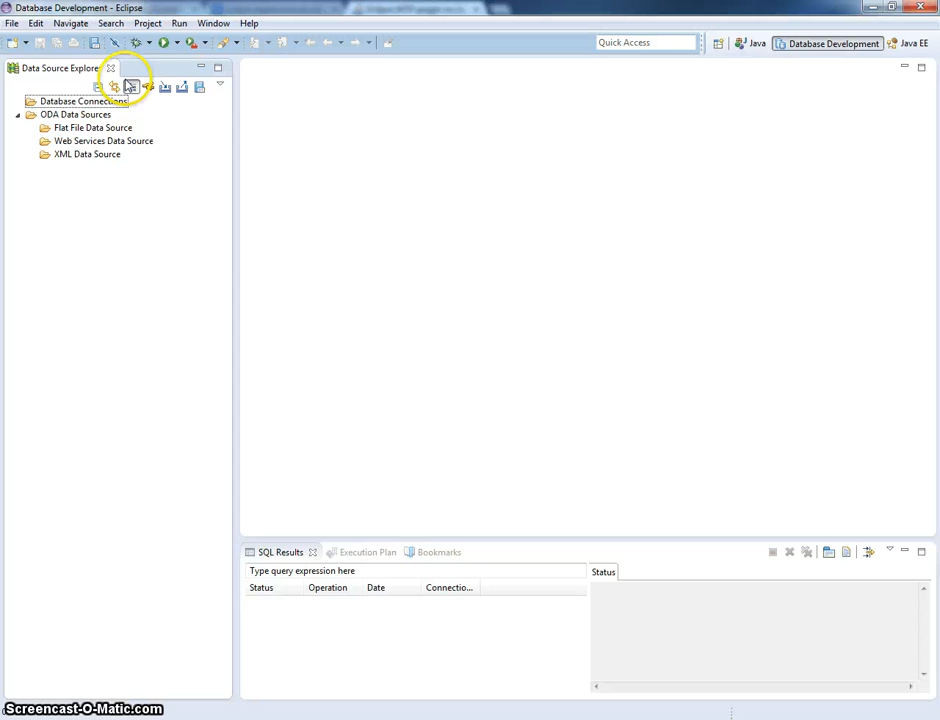 Database Development - Eclipse
File Edit Navigate Search Project Run Window Help
Quick Access Java Database Development Java EE
Data Source Explorer
Database Connections
ODA Data Sources
Flat File Data Source
Web Services Data Source
XML Data Source
SQL Results Execution Plan Bookmarks
Type query expression here
Status
Status Operation Date Connectio...
Screencast-O-Matic.com